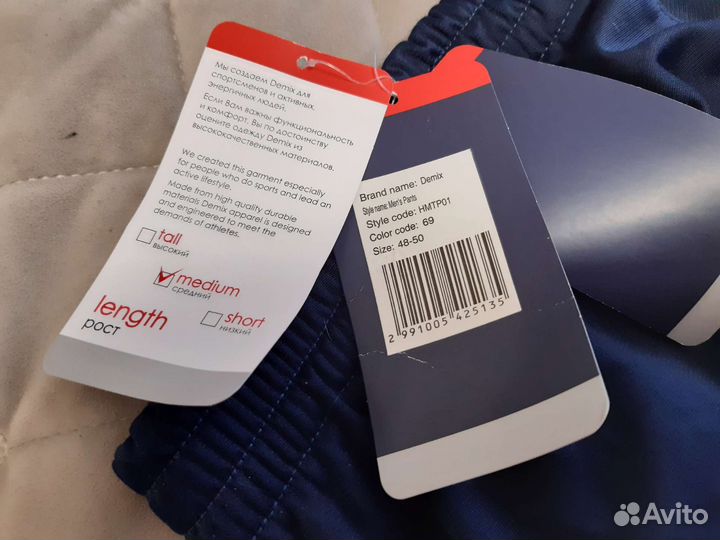 Мы создаем Demix для
спортсменов и активных,
энергичных людей.
Если Вам важны функциональность
и комфорт, Вы по достоинству
оцените одежду Demix из
высококачественных материалов.
We created this garment especially
for people who do sports and lead an
active lifestyle.
Made from high quality durable
materials Demix apparel is designed
and engineered to meet the
demands of athletes.
tall
высокий
medium
средний
short
низкий
length
рост
Brand name: Demix
Style name: Men's Pants
Style code: HMTP01
Color code: 69
Size: 48-50
2 991005 425135
Avito